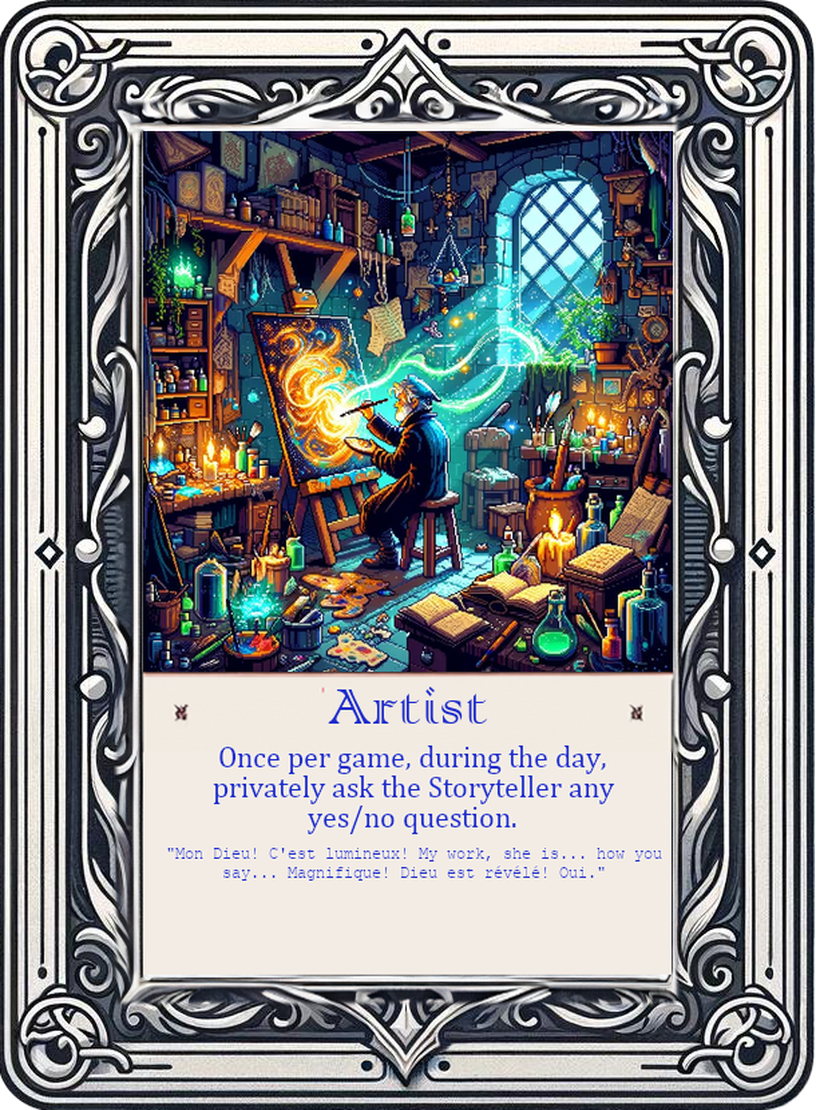 Artist
Once per game, during the day,
privately ask the Storyteller any
yes/no question.
"Mon Dieu! C'est lumineux! My work, she is... how you
say... Magnifique! Dieu est révélé! Oui."